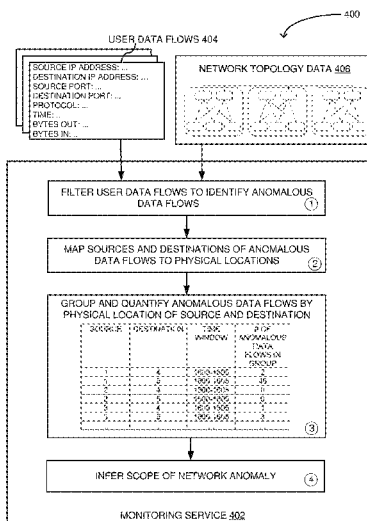 400
USER DATA FLOWS 404
SOURCE IP ADDRESS: ...
DESTINATION IP ADDRESS: ...
SOURCE PORT: ...
DESTINATION PORT: ...
PROTOCOL: ...
TIME: ...
BYTES OUT: ...
BYTES IN: ...
NETWORK TOPOLOGY DATA 406
FILTER USER DATA FLOWS TO IDENTIFY ANOMALOUS
DATA FLOWS
1
MAP SOURCES AND DESTINATIONS OF ANOMALOUS
DATA FLOWS TO PHYSICAL LOCATIONS
2
GROUP AND QUANTIFY ANOMALOUS DATA FLOWS BY
PHYSICAL LOCATION OF SOURCE AND DESTINATION
SOURCE DESTINATION TIME WINDOW # OF ANOMALOUS DATA FLOWS IN GROUP
3
INFER SCOPE OF NETWORK ANOMALY
4
MONITORING SERVICE 402